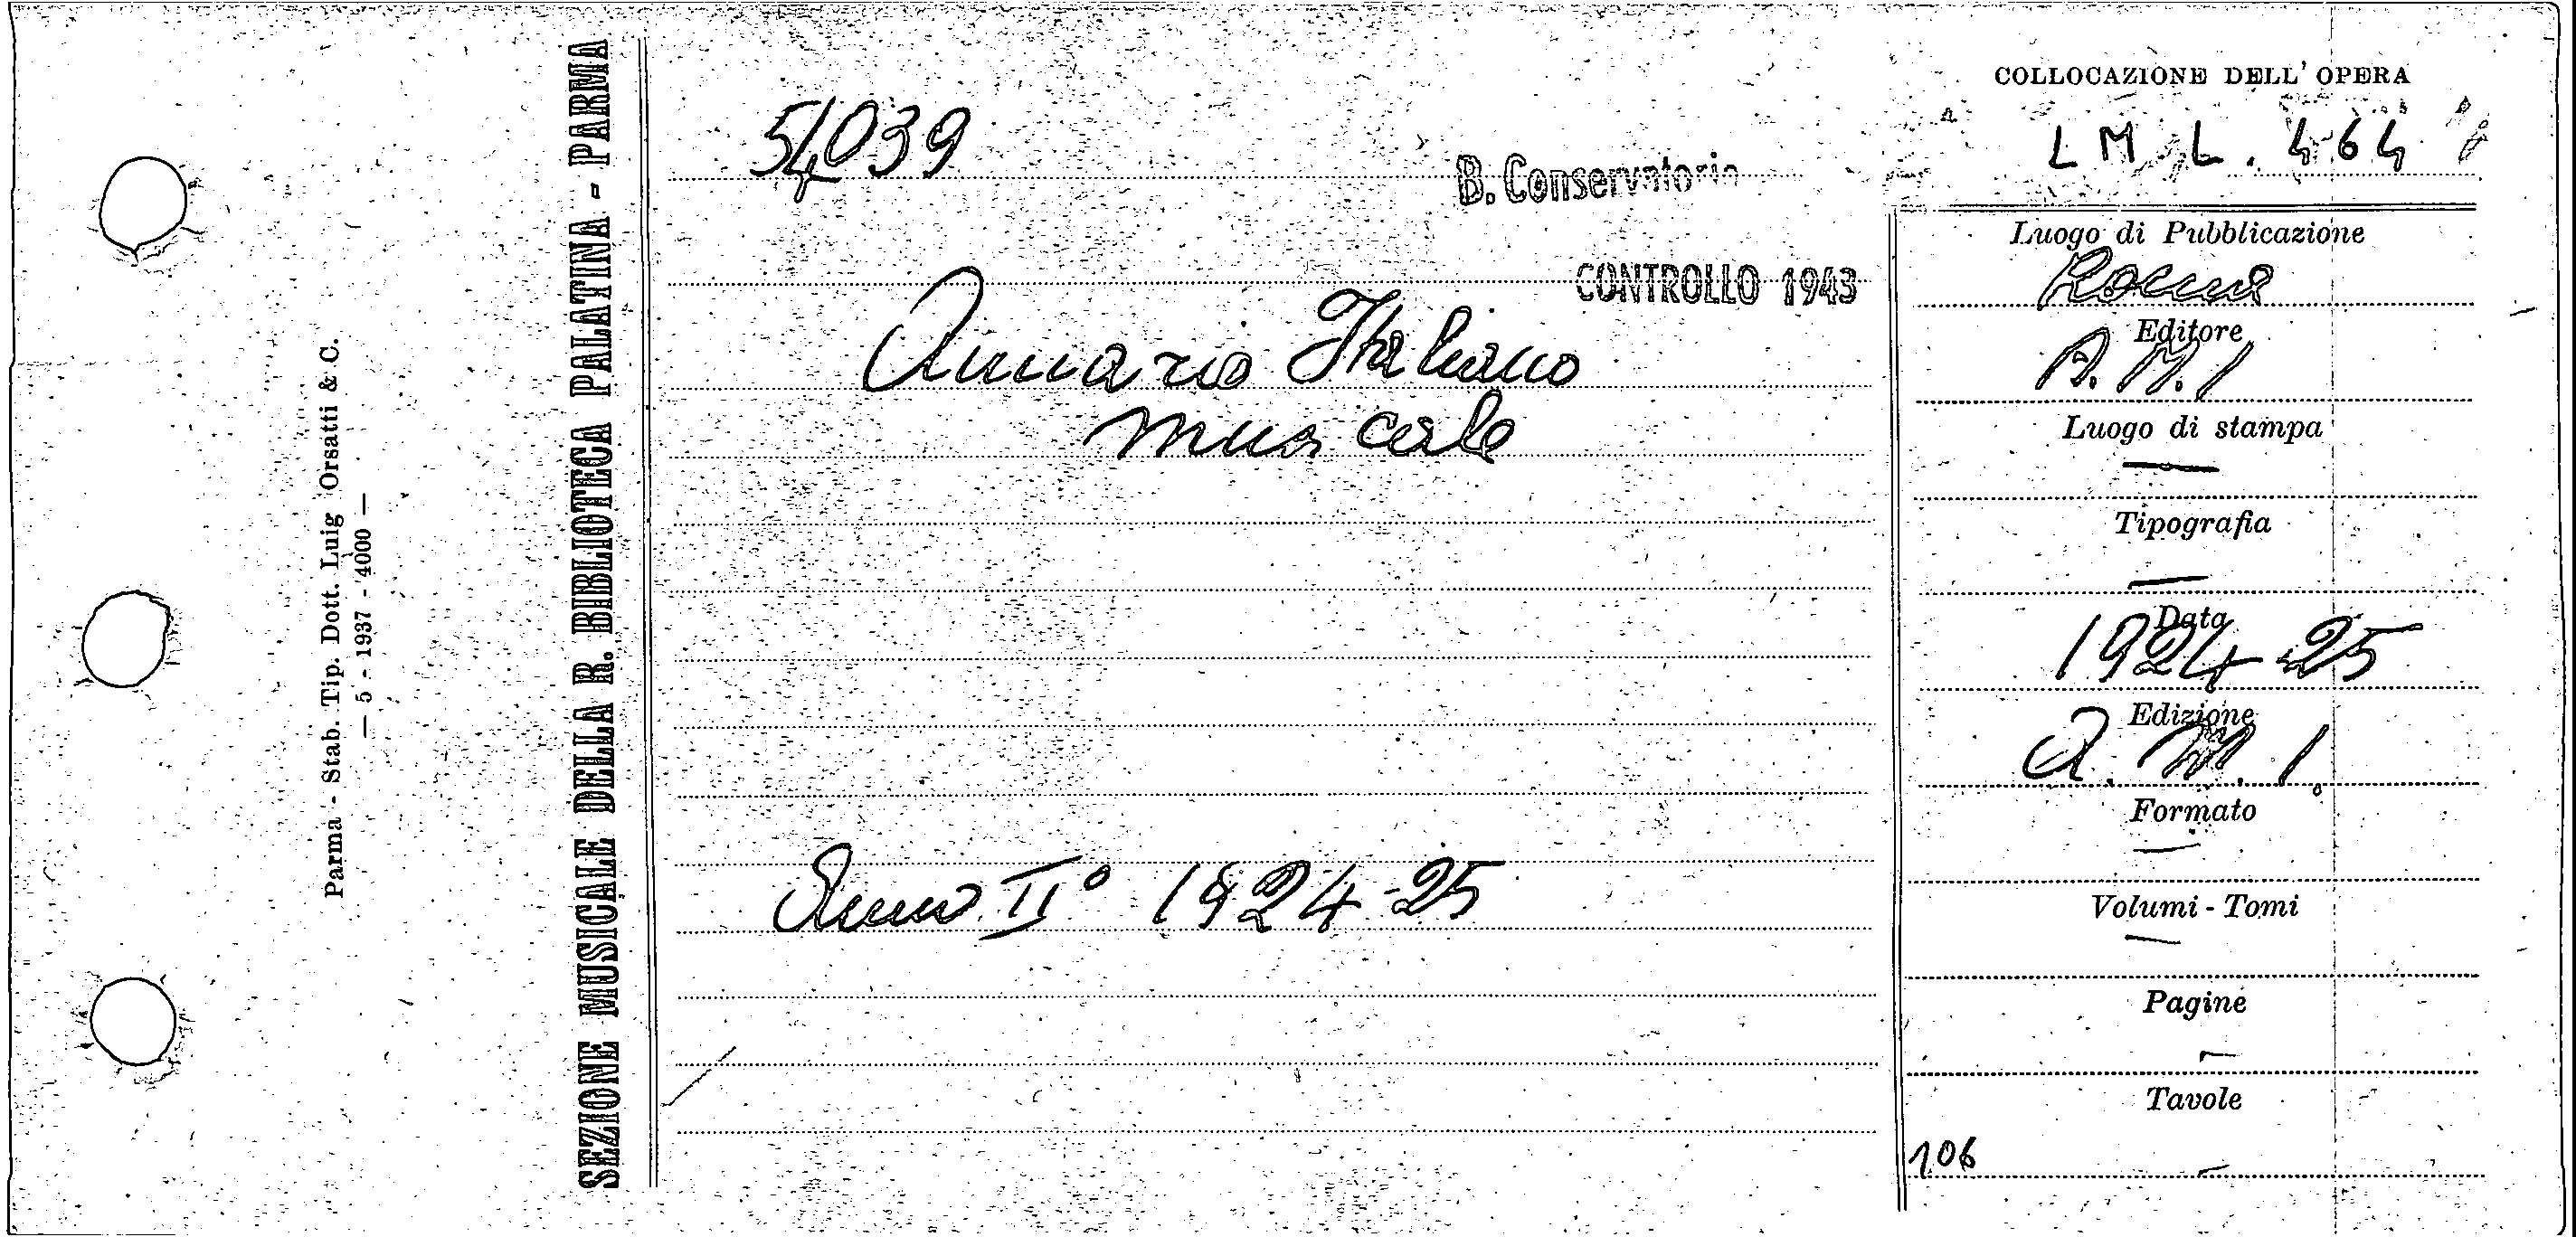 Parma - Stab. Tip. Dott. Luig Orsatti & C.
— 5 - 1937 - 4000 —
SEZIONE MUSICALE DELLA R. BIBLIOTECA PALATINA - PARMA
54039
B. Conservatorio
CONTROLLO 1943
Annuario Italiano
musicale
Anno II° 1924-25
COLLOCAZIONE DELL' OPERA
L M L. 464
Luogo di Pubblicazione
Roma
Editore
A. M. I
Luogo di stampa
—
Tipografia
—
Data
1924-25
Edizione
A. M. I.
Formato
—
Volumi - Tomi
—
Pagine
—
Tavole
106 —